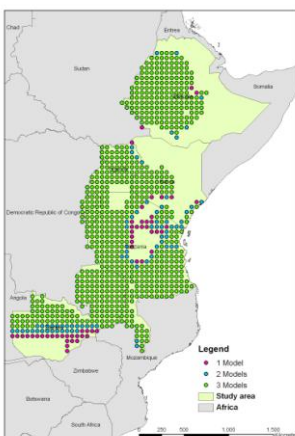 Chad
Eritrea
Sudan
Somalia
Democratic Republic of Congo
Angola
Mozambique
Zimbabwe
Botswana
South Africa
Legend
1 Model
2 Models
3 Models
Study area
Africa
0
250
500
1 000
1 500